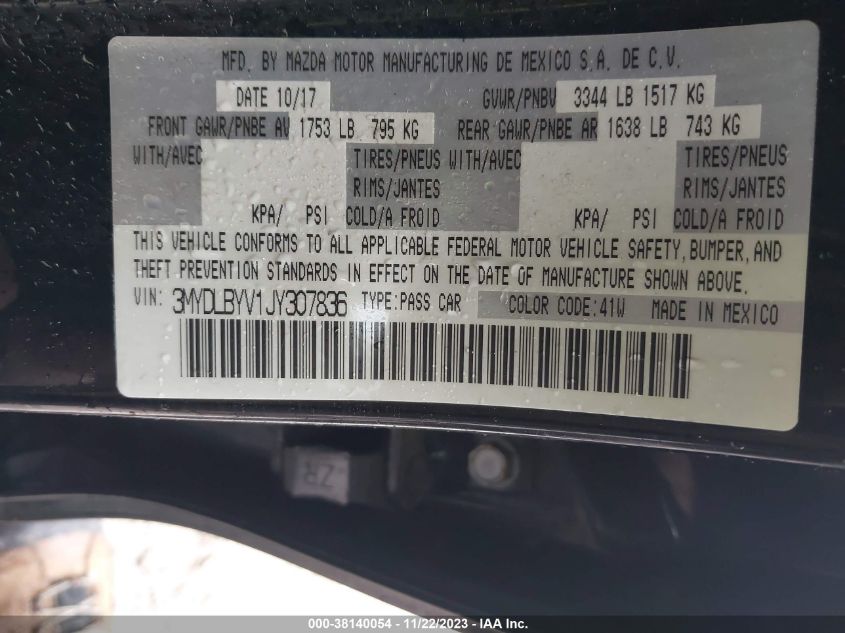 MFD. BY MAZDA MOTOR MANUFACTURING DE MEXICO S.A. DE C.V.
DATE 10/17 GVWR/PNBV 3344 LB 1517 KG
FRONT GAWR/PNBE AV 1753 LB 795 KG REAR GAWR/PNBE AR 1638 LB 743 KG
WITH/AVEC TIRES/PNEUS WITH/AVEC TIRES/PNEUS
RIMS/JANTES RIMS/JANTES
KPA/ PSI COLD/A FROID KPA/ PSI COLD/A FROID
THIS VEHICLE CONFORMS TO ALL APPLICABLE FEDERAL MOTOR VEHICLE SAFETY, BUMPER, AND
THEFT PREVENTION STANDARDS IN EFFECT ON THE DATE OF MANUFACTURE SHOWN ABOVE.
VIN: 3MYDLBYV1JY307836 TYPE:PASS CAR COLOR CODE:41W MADE IN MEXICO
ZR
000-38140054 - 11/22/2023 - IAA Inc.